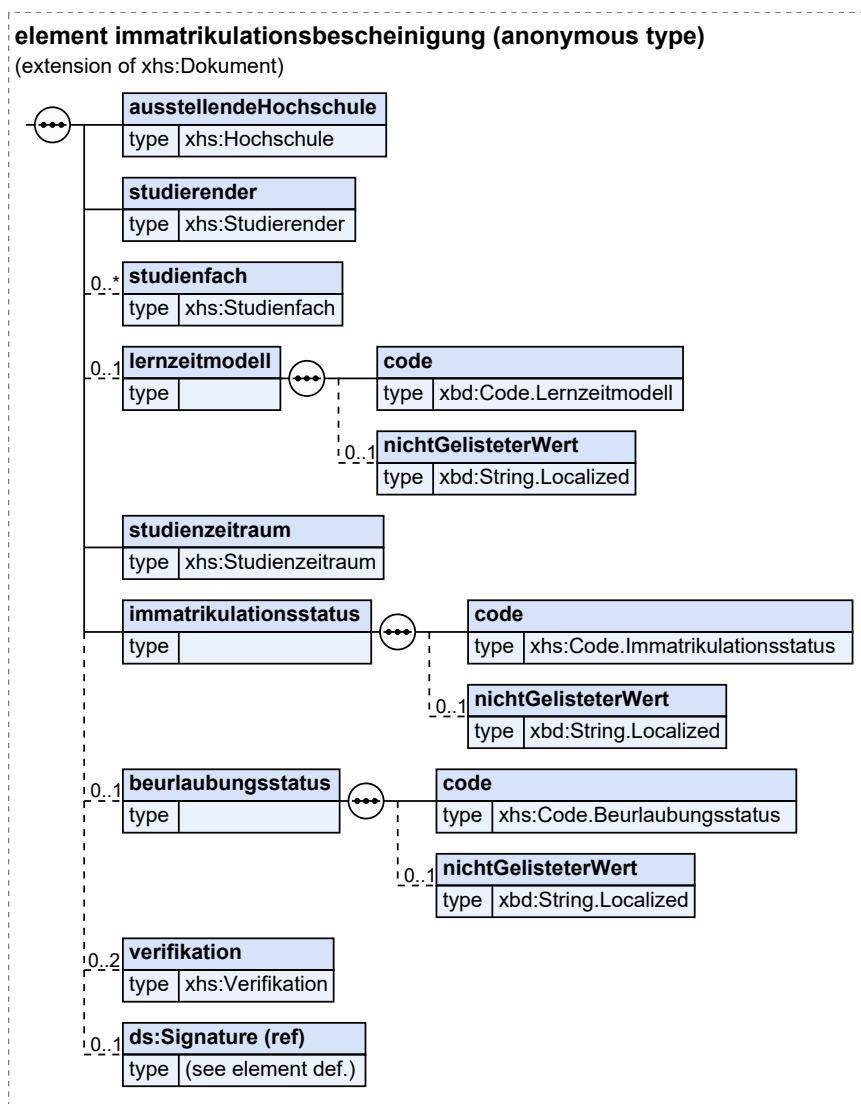 element immatrikulationsbescheinigung (anonymous type)
(extension of xhs:Dokument)
ausstellendeHochschule
type xhs:Hochschule
studierender
type xhs:Studierender
0..* studienfach
type xhs:Studienfach
0..1 lernzeitmodell
type
code
type xbd:Code.Lernzeitmodell
0..1 nichtGelisteterWert
type xbd:String.Localized
studienzeitraum
type xhs:Studienzeitraum
immatrikulationsstatus
type
code
type xhs:Code.Immatrikulationsstatus
0..1 nichtGelisteterWert
type xbd:String.Localized
0..1 beurlaubungsstatus
type
code
type xhs:Code.Beurlaubungsstatus
0..1 nichtGelisteterWert
type xbd:String.Localized
0..2 verifikation
type xhs:Verifikation
0..1 ds:Signature (ref)
type (see element def.)